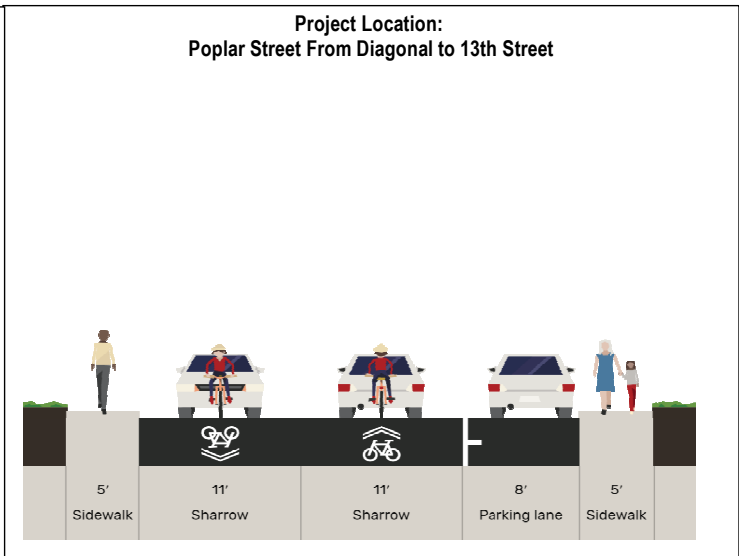 Project Location:
Poplar Street From Diagonal to 13th Street
5′ 11′ 11′ 8′ 5′
Sidewalk Sharrow Sharrow Parking lane Sidewalk